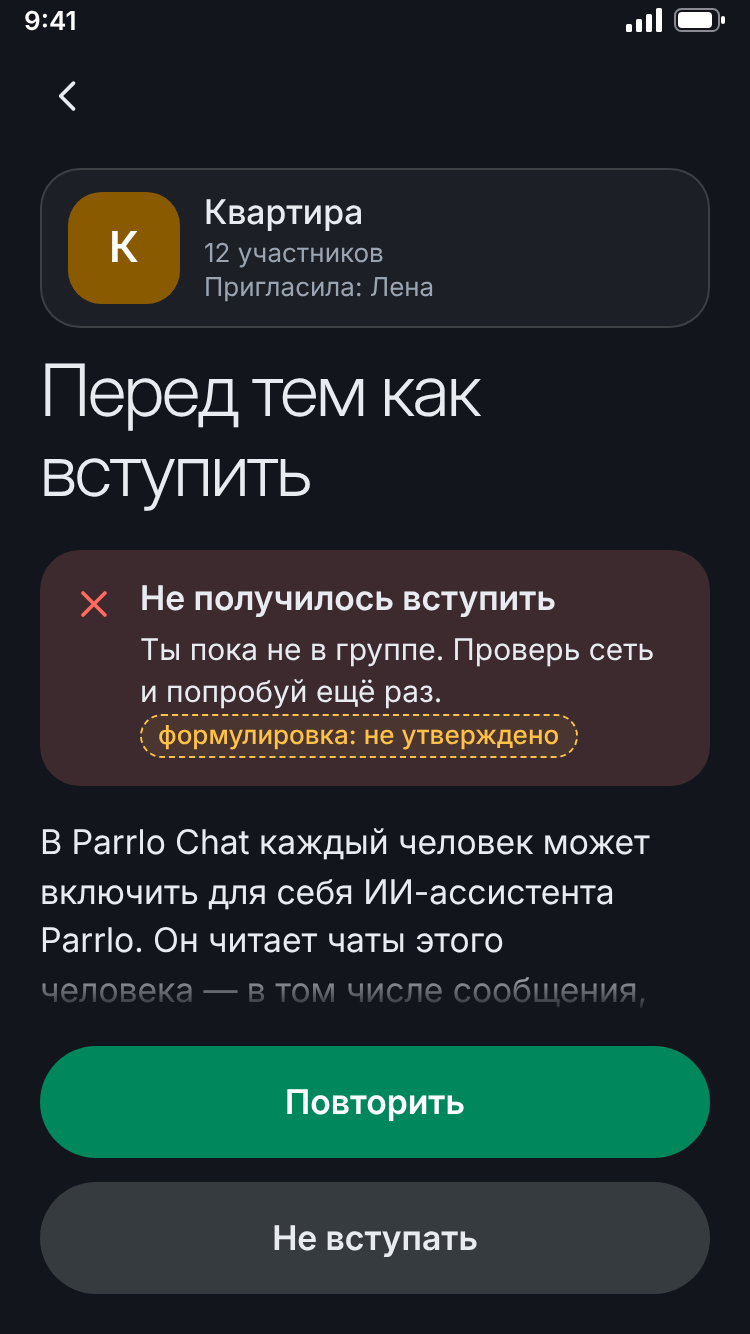 9:41
К
Квартира
12 участников
Пригласила: Лена
Перед тем как
вступить
Не получилось вступить
Ты пока не в группе. Проверь сеть
и попробуй ещё раз.
формулировка: не утверждено
В Parrlo Chat каждый человек может
включить для себя ИИ-ассистента
Parrlo. Он читает чаты этого
человека — в том числе сообщения,
Повторить
Не вступать